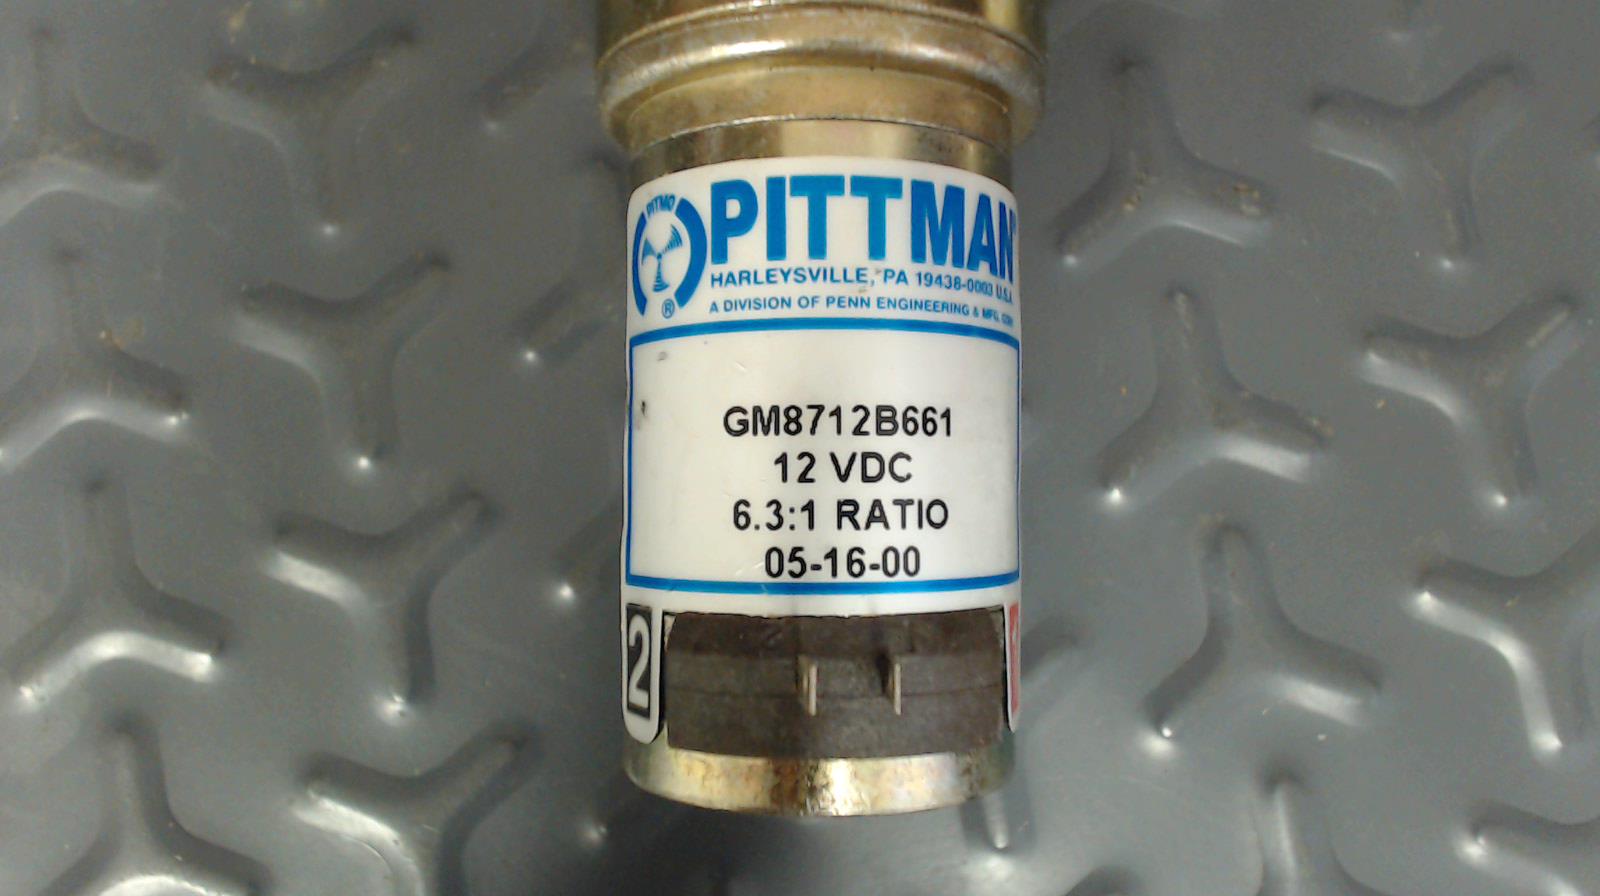 PITMO
PITTMAN
®
HARLEYSVILLE, PA 19438-0003 U.S.A.
A DIVISION OF PENN ENGINEERING & MFG. CORP.
GM8712B661
12 VDC
6.3:1 RATIO
05-16-00
2